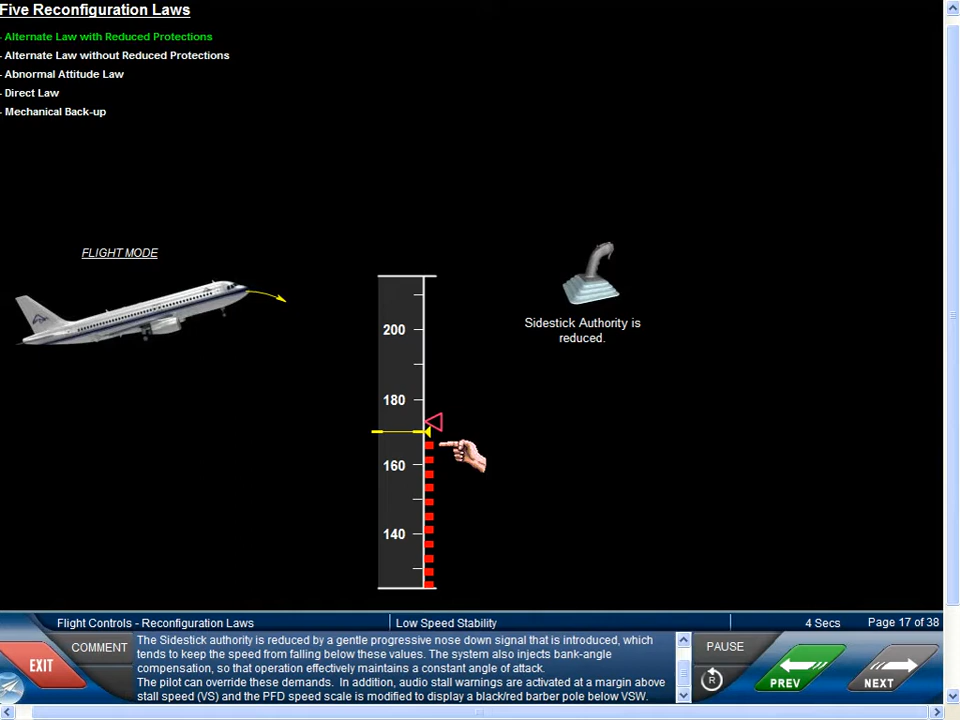 Five Reconfiguration Laws
- Alternate Law with Reduced Protections
- Alternate Law without Reduced Protections
- Abnormal Attitude Law
- Direct Law
- Mechanical Back-up
FLIGHT MODE
Sidestick Authority is
reduced.
200
180
160
140
Flight Controls - Reconfiguration Laws
Low Speed Stability
4 Secs
Page 17 of 38
EXIT
COMMENT
The Sidestick authority is reduced by a gentle progressive nose down signal that is introduced, which
tends to keep the speed from falling below these values. The system also injects bank-angle
compensation, so that operation effectively maintains a constant angle of attack.
The pilot can override these demands. In addition, audio stall warnings are activated at a margin above
stall speed (VS) and the PFD speed scale is modified to display a black/red barber pole below VSW.
PAUSE
R
PREV
NEXT